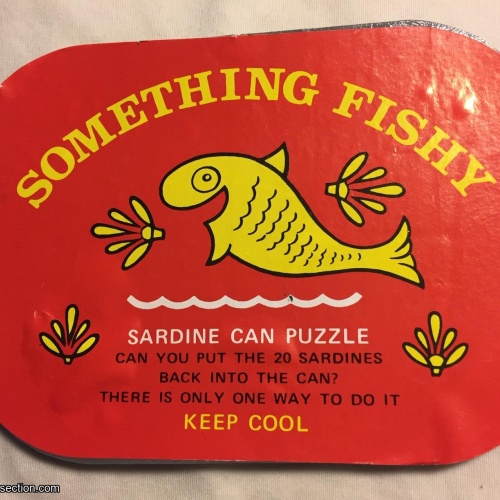 SOMETHING FISHY
SARDINE CAN PUZZLE
CAN YOU PUT THE 20 SARDINES
BACK INTO THE CAN?
THERE IS ONLY ONE WAY TO DO IT
KEEP COOL
section.com